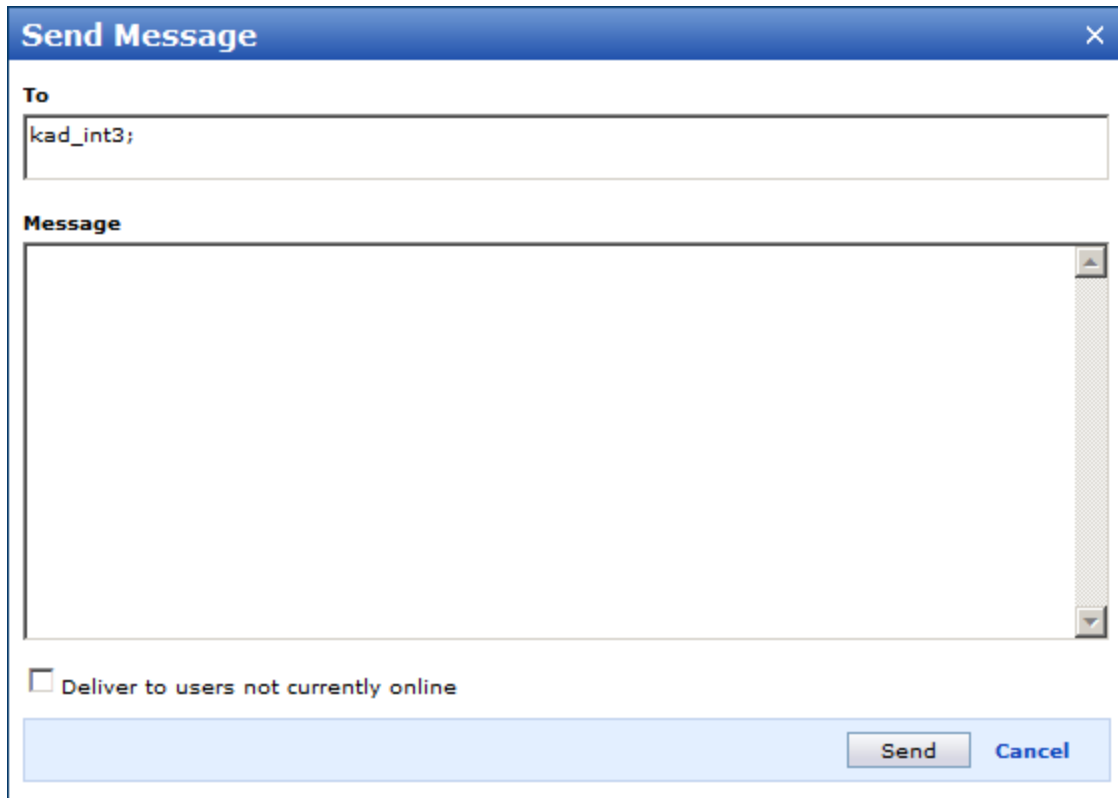 Send Message
To
kad_int3;
Message
Deliver to users not currently online
Send Cancel